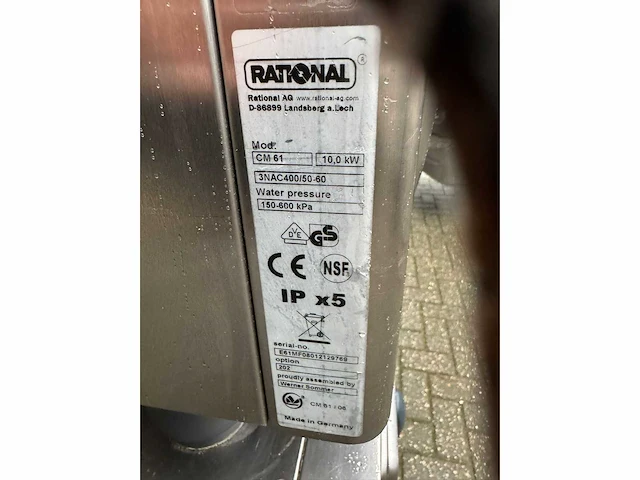 RATIONAL ®
Rational AG www.rational-ag.com
D-86899 Landsberg a.Lech
Mod.
CM 61 10,0 kW
3NAC400/50-60
Water pressure
150-600 kPa
VDE GS
CE NSF
IP x5
serial-no.
E61MF08012129769
option
202
proudly assembled by
Werner Sommer
CM 61 I 06
Made in Germany